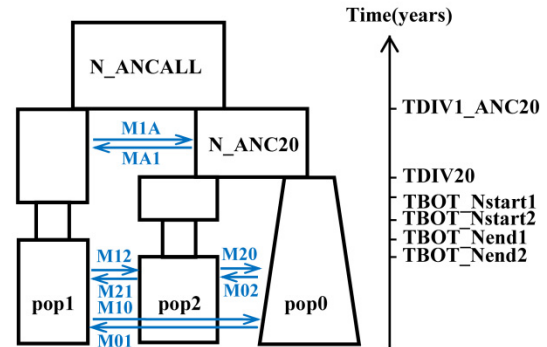 Time(years)
N_ANCALL
TDIV1_ANC20
M1A
MA1
N_ANC20
TDIV20
TBOT_Nstart1
TBOT_Nstart2
TBOT_Nend1
TBOT_Nend2
M12
M20
M21
M02
M10
pop1
pop2
pop0
M01